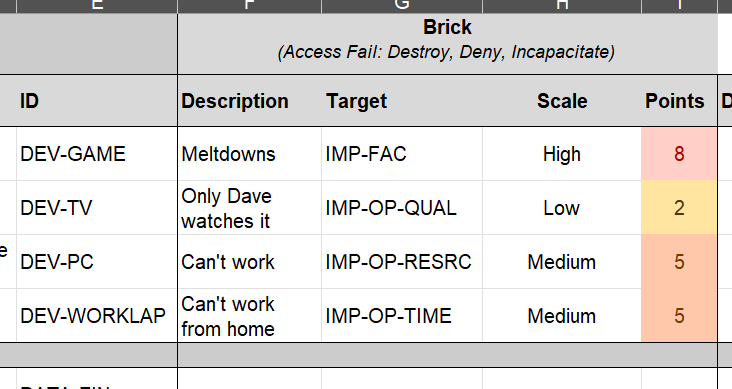 E F G H I
Brick
(Access Fail: Destroy, Deny, Incapacitate)
ID Description Target Scale Points D
DEV-GAME Meltdowns IMP-FAC High 8
DEV-TV Only Dave watches it IMP-OP-QUAL Low 2
e DEV-PC Can't work IMP-OP-RESRC Medium 5
DEV-WORKLAP Can't work from home IMP-OP-TIME Medium 5